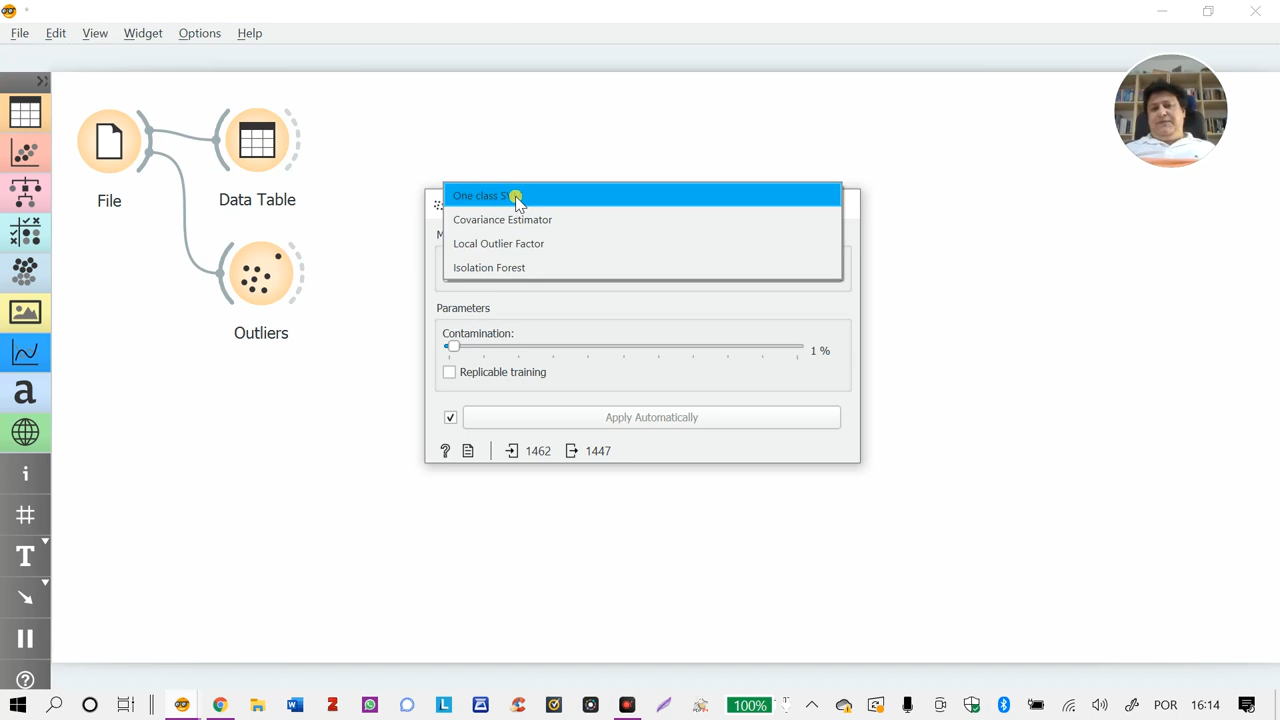 File Edit View Widget Options Help
File
Data Table
Outliers
One class
Covariance Estimator
Local Outlier Factor
Isolation Forest
Parameters
Contamination:
1 %
Replicable training
Apply Automatically
? 1462 1447
a
i
#
T
?
W Z L
100% POR 16:14